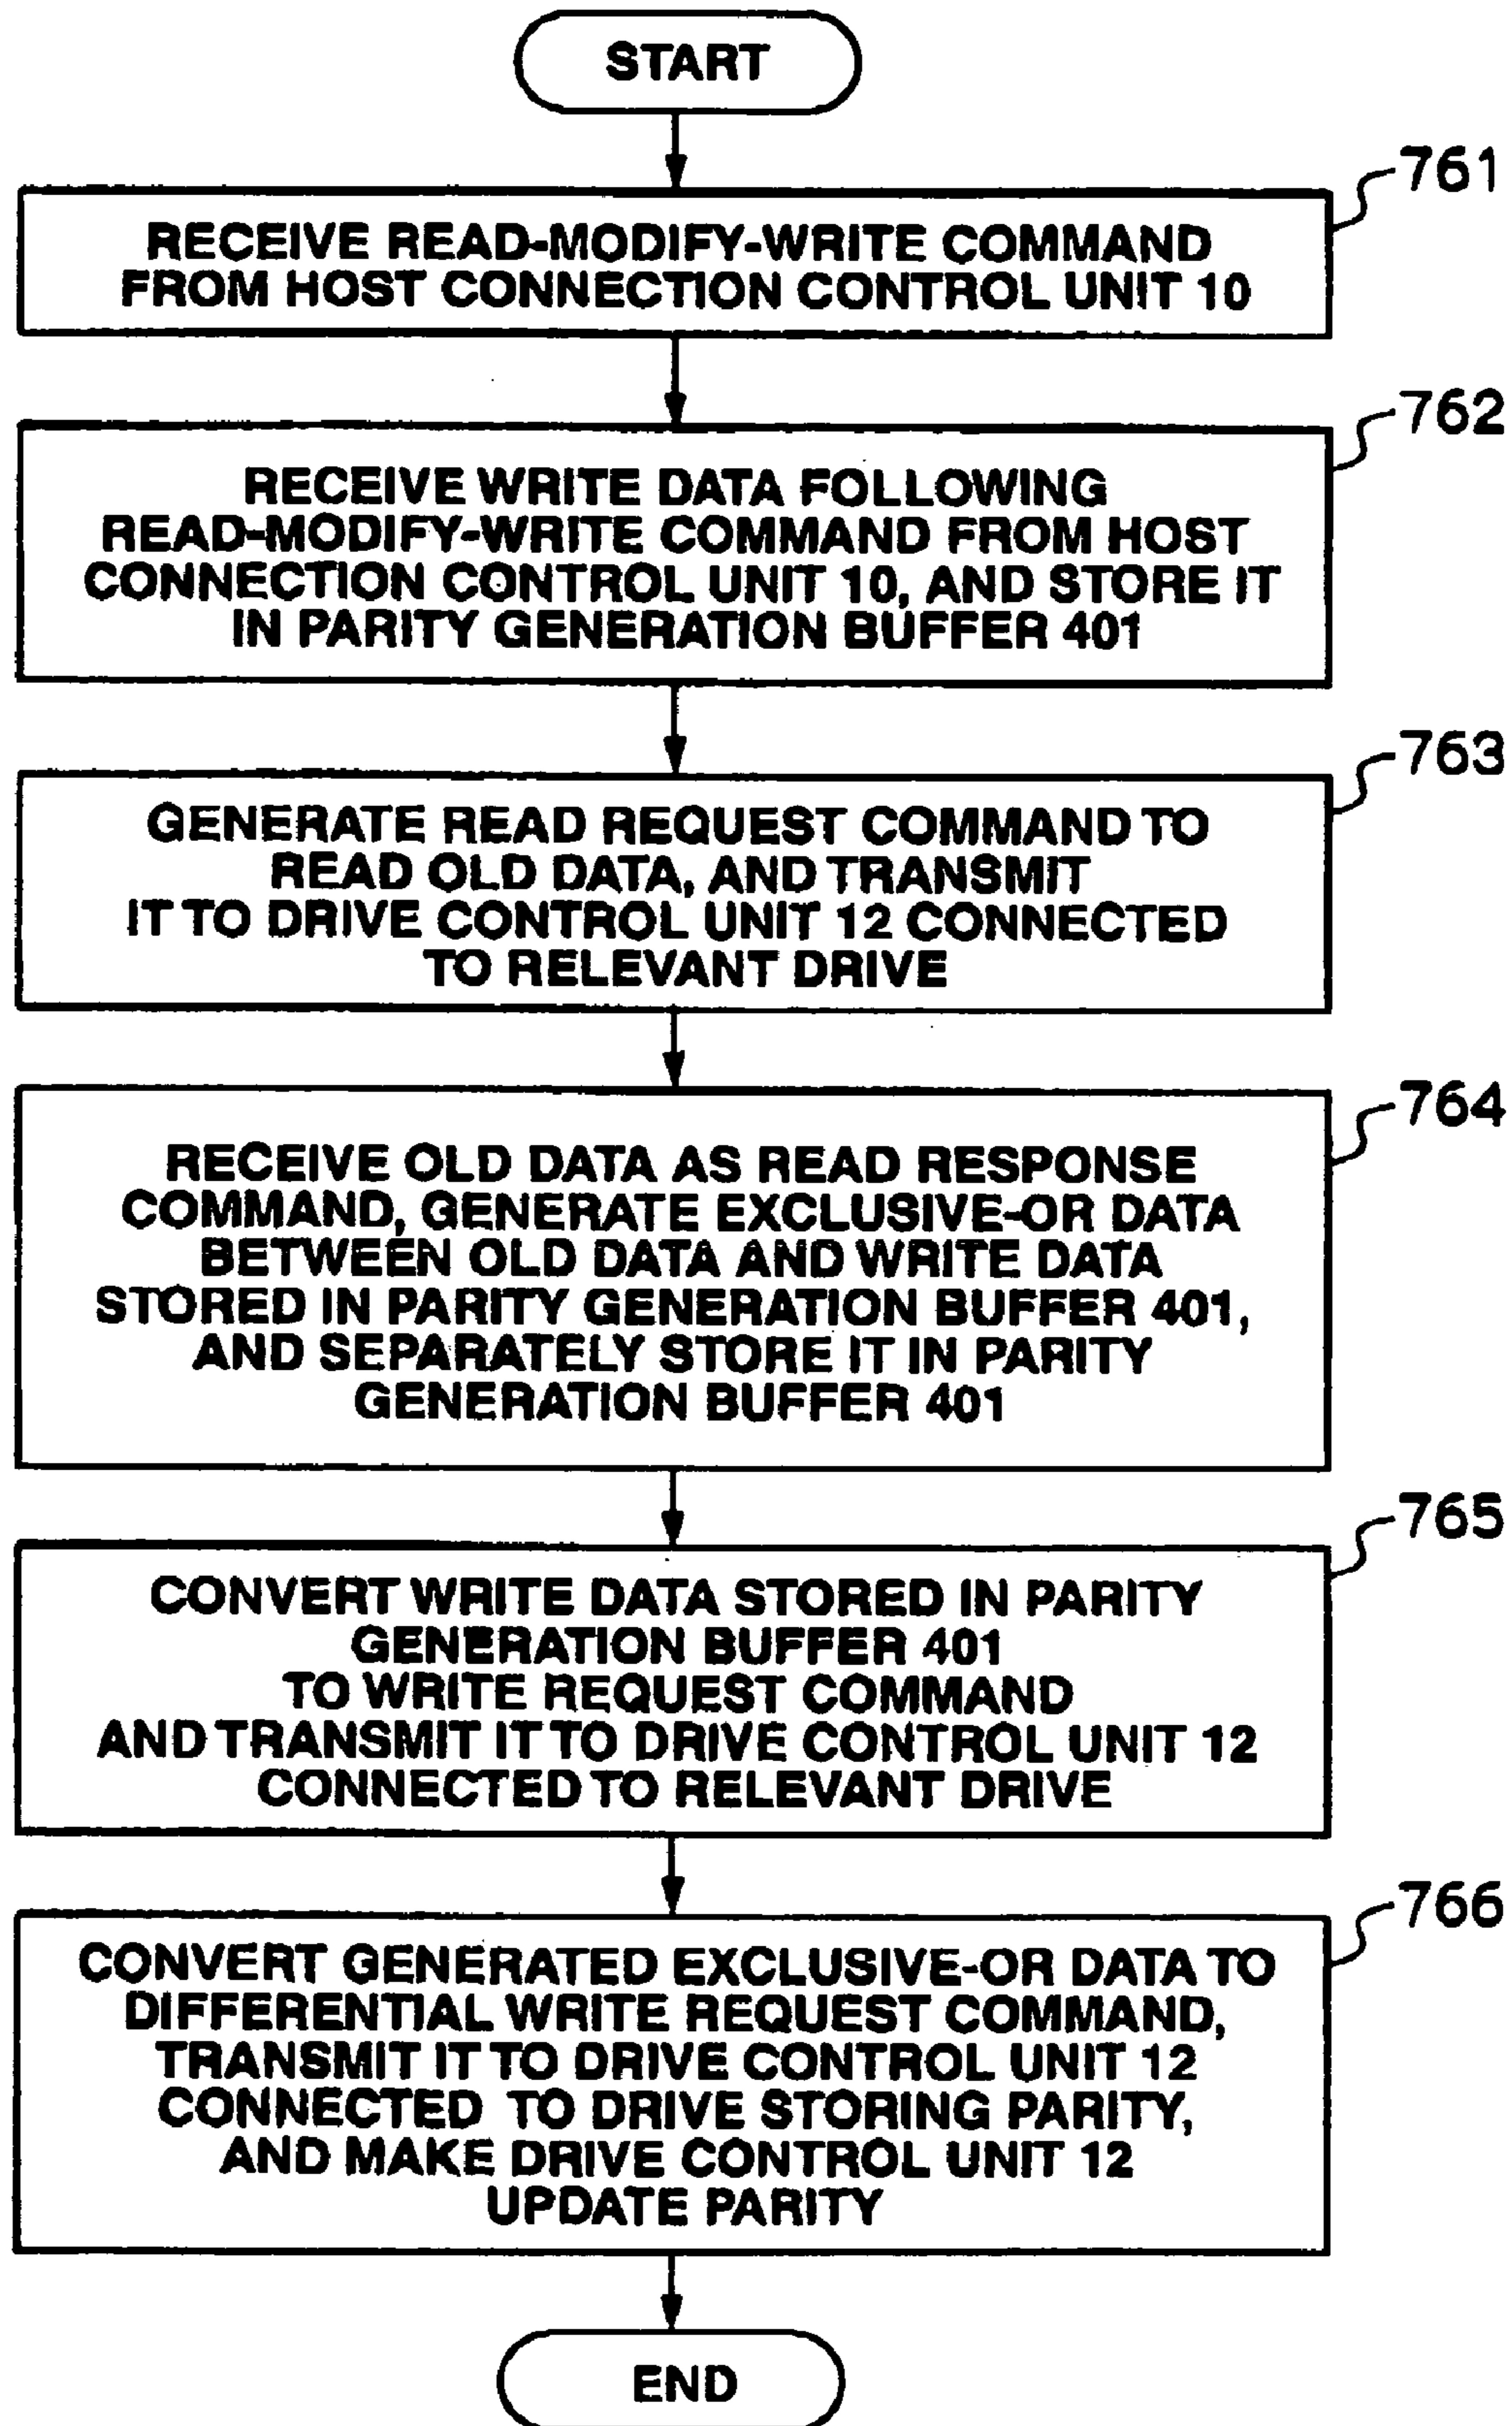 START
761
RECEIVE READ-MODIFY-WRITE COMMAND
FROM HOST CONNECTION CONTROL UNIT 10
762
RECEIVE WRITE DATA FOLLOWING
READ-MODIFY-WRITE COMMAND FROM HOST
CONNECTION CONTROL UNIT 10, AND STORE IT
IN PARITY GENERATION BUFFER 401
763
GENERATE READ REQUEST COMMAND TO
READ OLD DATA, AND TRANSMIT
IT TO DRIVE CONTROL UNIT 12 CONNECTED
TO RELEVANT DRIVE
764
RECEIVE OLD DATA AS READ RESPONSE
COMMAND, GENERATE EXCLUSIVE-OR DATA
BETWEEN OLD DATA AND WRITE DATA
STORED IN PARITY GENERATION BUFFER 401,
AND SEPARATELY STORE IT IN PARITY
GENERATION BUFFER 401
765
CONVERT WRITE DATA STORED IN PARITY
GENERATION BUFFER 401
TO WRITE REQUEST COMMAND
AND TRANSMIT IT TO DRIVE CONTROL UNIT 12
CONNECTED TO RELEVANT DRIVE
766
CONVERT GENERATED EXCLUSIVE-OR DATA TO
DIFFERENTIAL WRITE REQUEST COMMAND,
TRANSMIT IT TO DRIVE CONTROL UNIT 12
CONNECTED TO DRIVE STORING PARITY,
AND MAKE DRIVE CONTROL UNIT 12
UPDATE PARITY
END